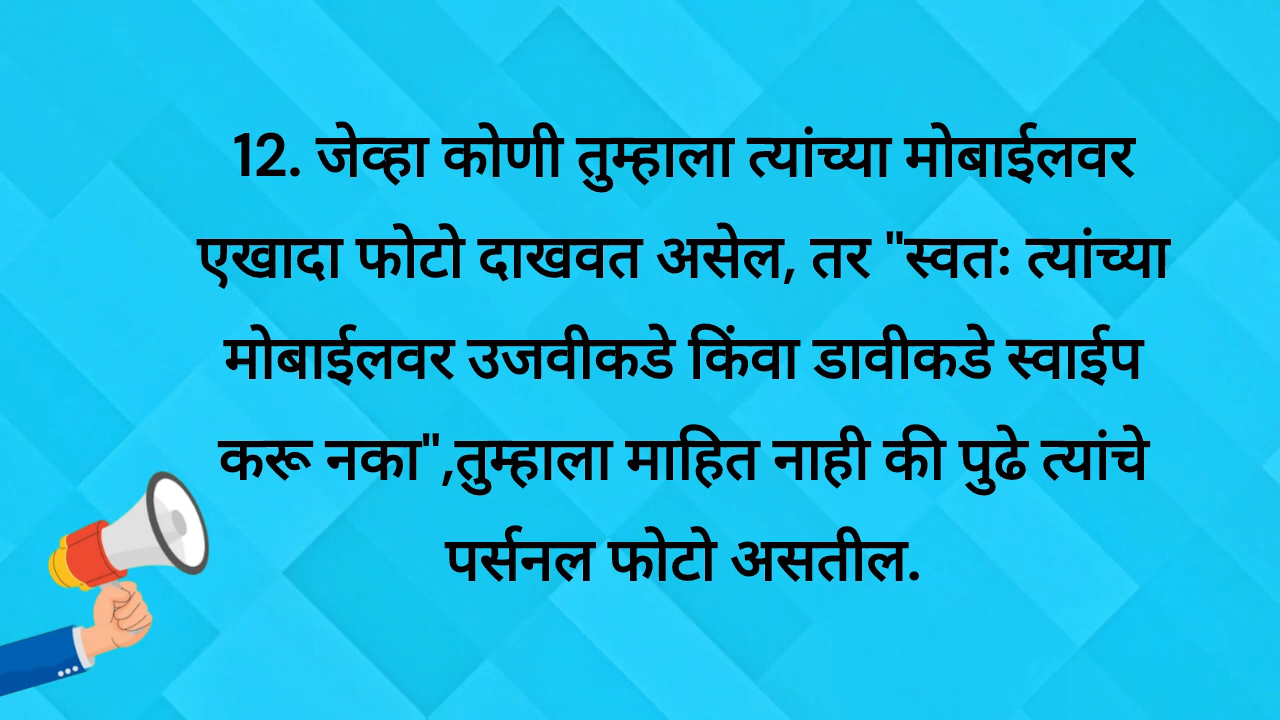 12. जेव्हा कोणी तुम्हाला त्यांच्या मोबाईलवर
एखादा फोटो दाखवत असेल, तर "स्वतः त्यांच्या
मोबाईलवर उजवीकडे किंवा डावीकडे स्वाईप
करू नका",तुम्हाला माहित नाही की पुढे त्यांचे
पर्सनल फोटो असतील.